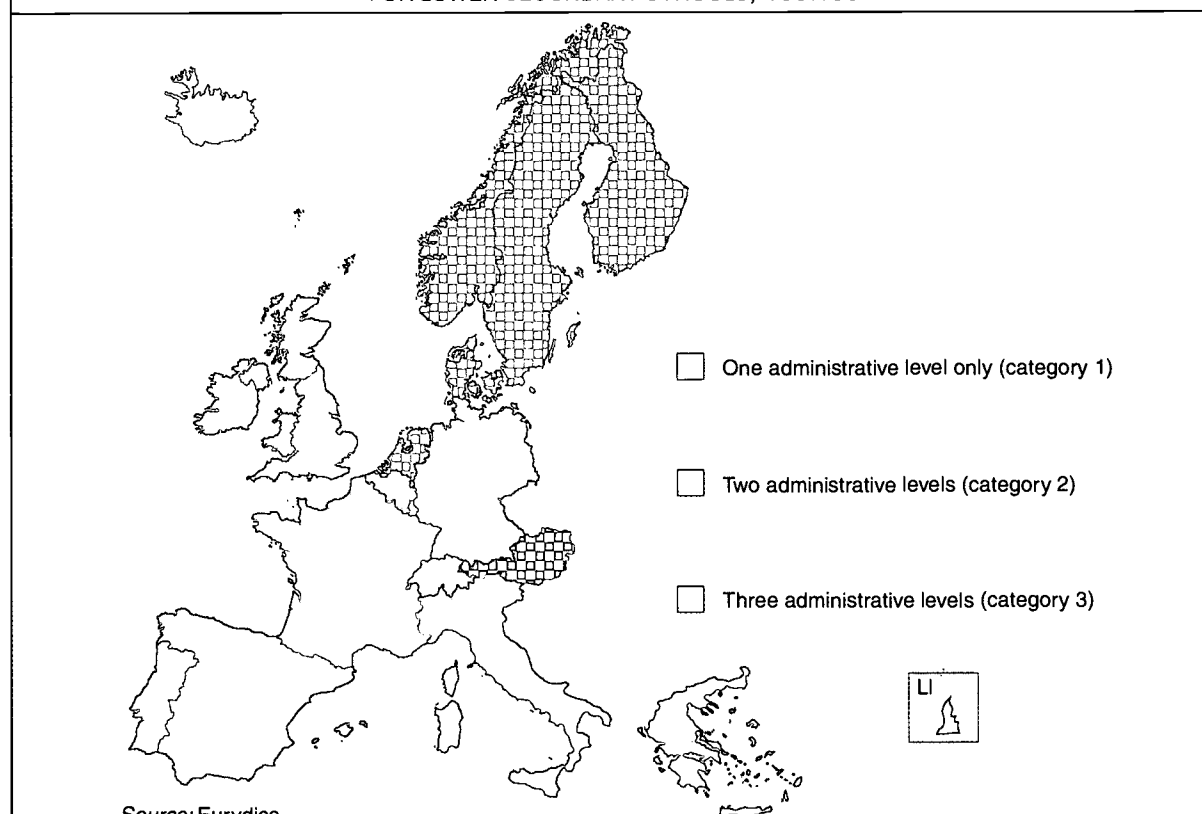 One administrative level only (category 1)
Two administrative levels (category 2)
Three administrative levels (category 3)
LI
Source: Eurydice